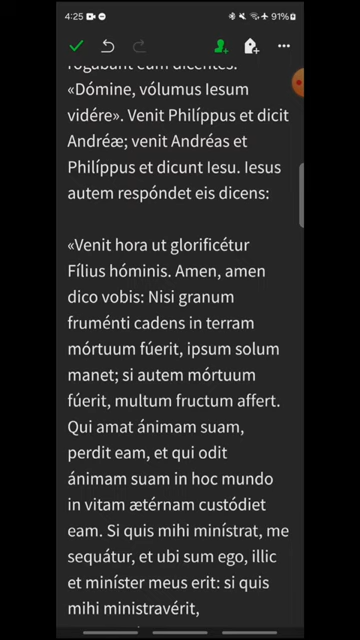 4:25
91%
rogábant eum dicéntes:
«Dómine, vólumus Iesum
vidére». Venit Philíppus et dicit
Andréæ; venit Andréas et
Philíppus et dicunt Iesu. Iesus
autem respóndet eis dicens:
«Venit hora ut glorificétur
Fílius hóminis. Amen, amen
dico vobis: Nisi granum
fruménti cadens in terram
mórtuum fúerit, ipsum solum
manet; si autem mórtuum
fúerit, multum fructum affert.
Qui amat ánimam suam,
perdit eam, et qui odit
ánimam suam in hoc mundo
in vitam ætérnam custódiet
eam. Si quis mihi minístrat, me
sequátur, et ubi sum ego, illic
et miníster meus erit: si quis
mihi ministravérit,